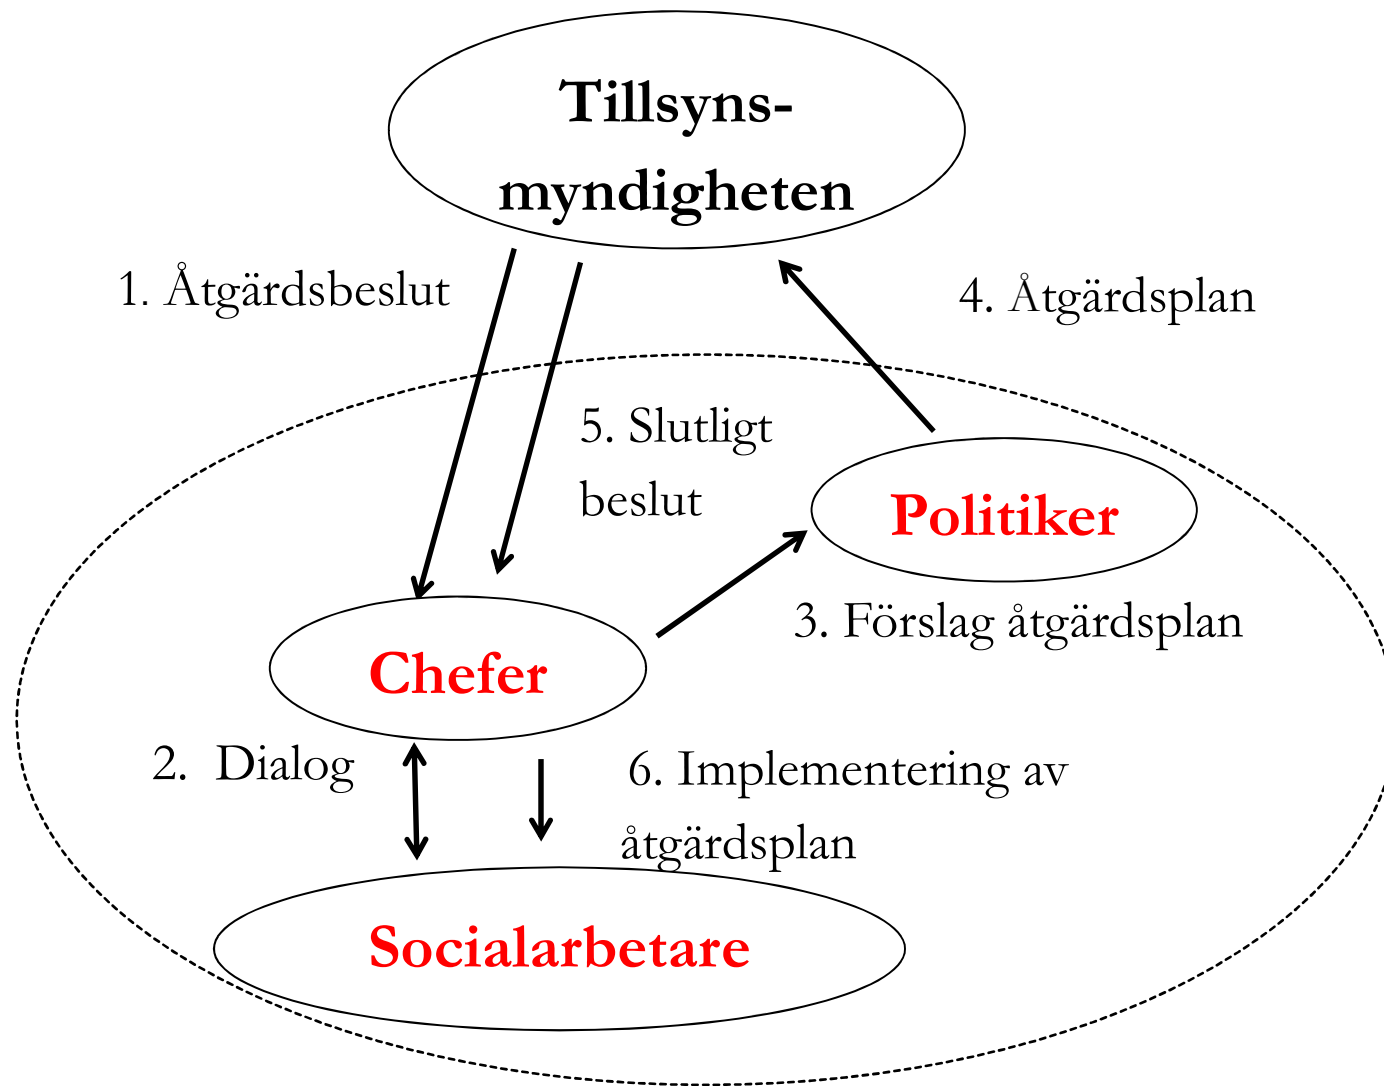 Tillsyns-
myndigheten
1. Åtgärdsbeslut
4. Åtgärdsplan
5. Slutligt
beslut
Politiker
3. Förslag åtgärdsplan
Chefer
2.  Dialog
6. Implementering av
åtgärdsplan
Socialarbetare